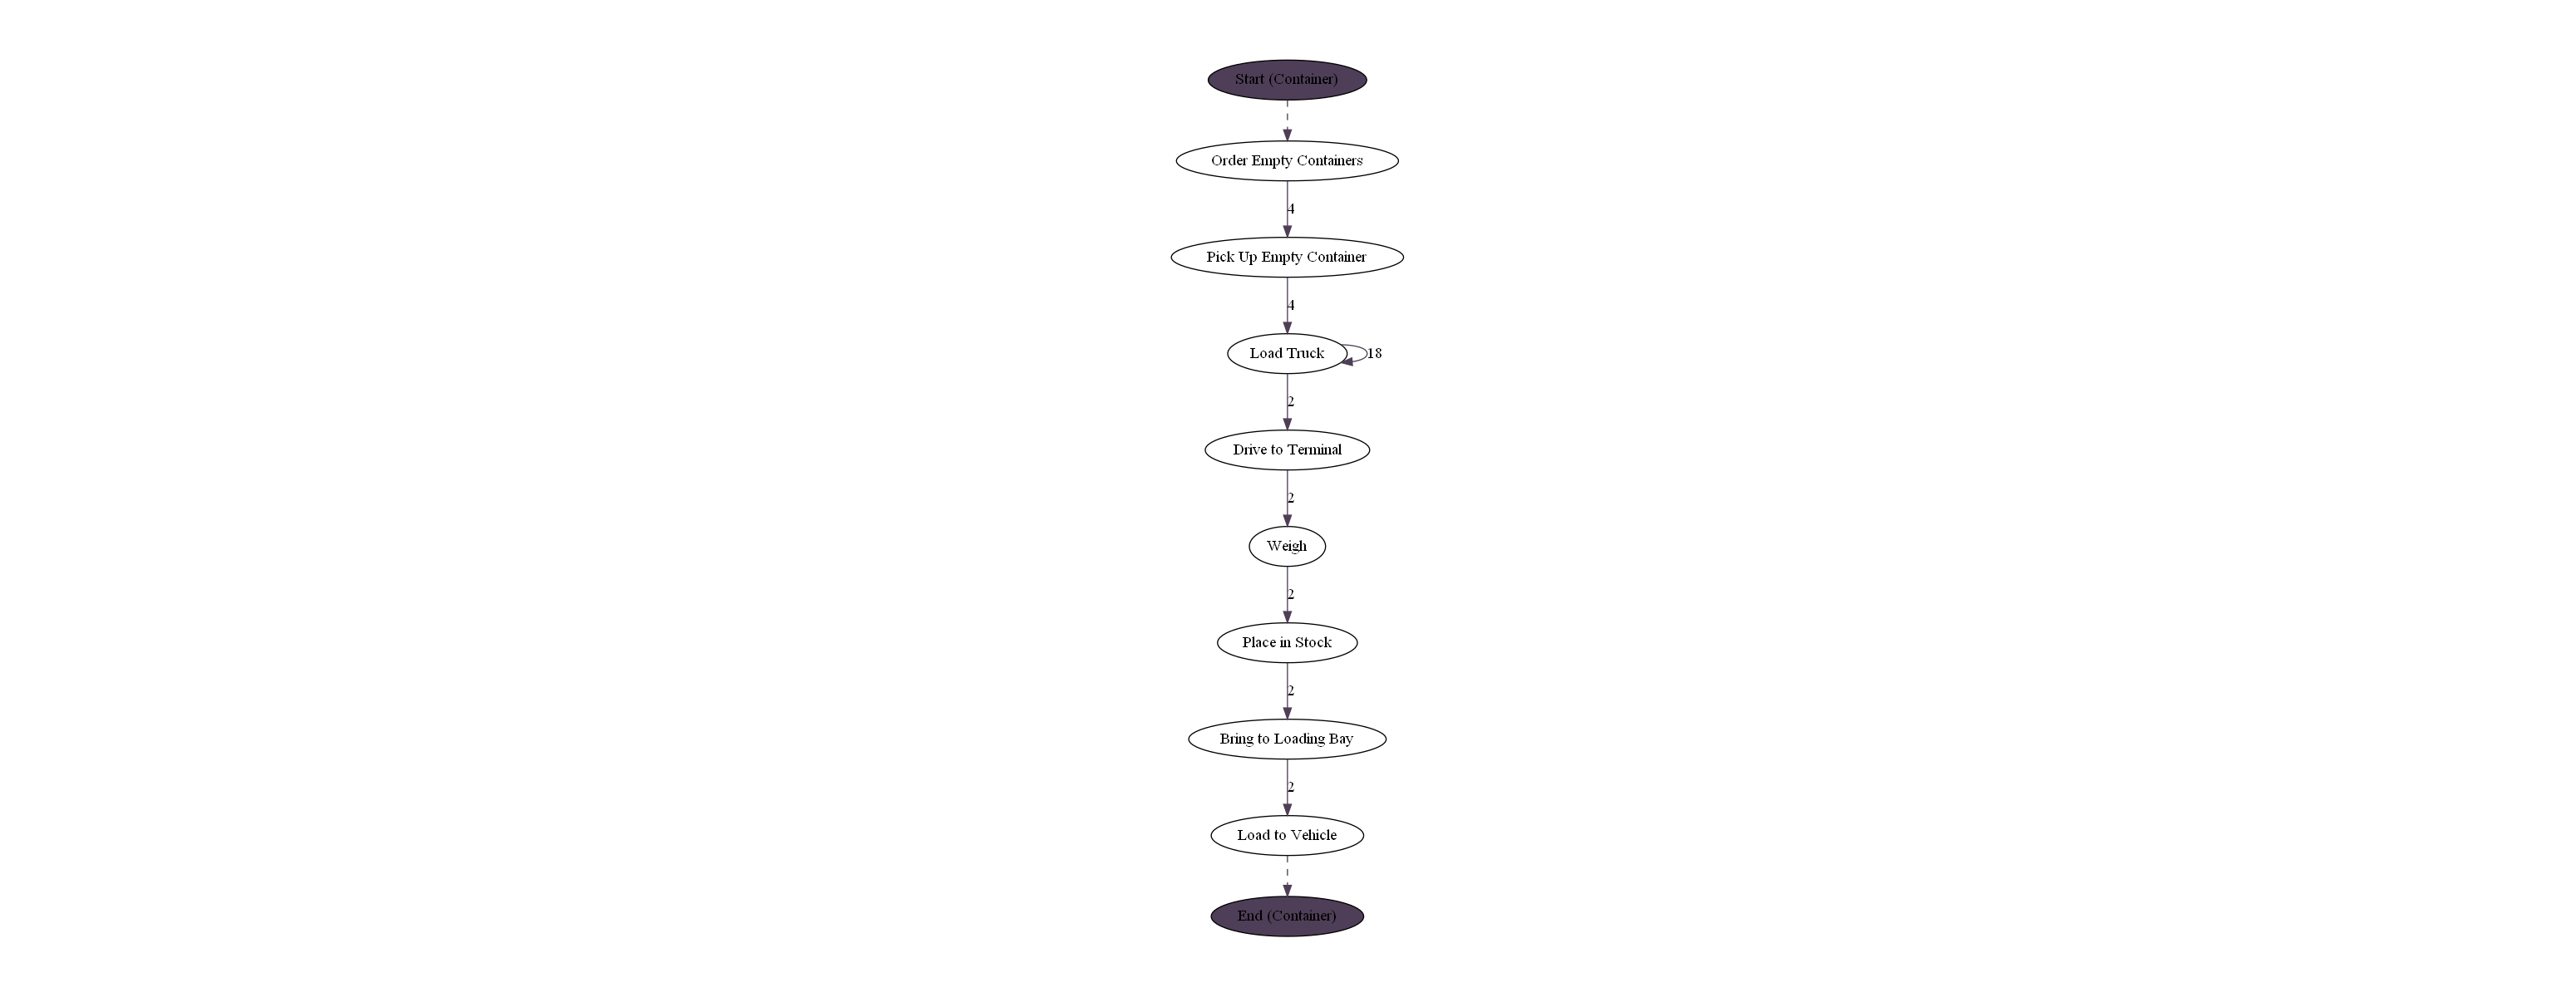 Start (Container)
Order Empty Containers
4
Pick Up Empty Container
4
Load Truck
18
2
Drive to Terminal
2
Weigh
2
Place in Stock
2
Bring to Loading Bay
2
Load to Vehicle
End (Container)